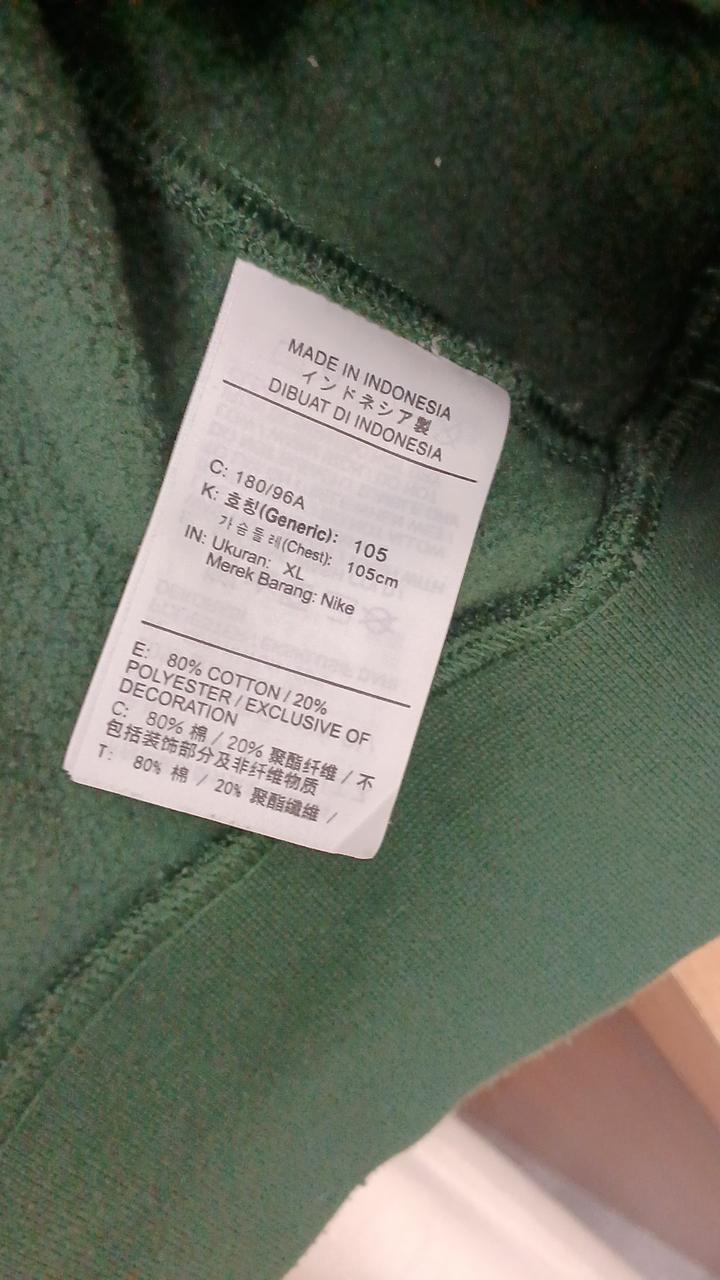 MADE IN INDONESIA
インドネシア製
DIBUAT DI INDONESIA
C: 180/96A
K: 호칭(Generic): 105
가슴둘레(Chest): 105cm
IN: Ukuran: XL
Merek Barang: Nike
E: 80% COTTON / 20%
POLYESTER / EXCLUSIVE OF
DECORATION
C: 80% 棉 / 20% 聚酯纤维 / 不
包括装饰部分及非纤维物质
T: 80% 棉 / 20% 聚酯纖維 /